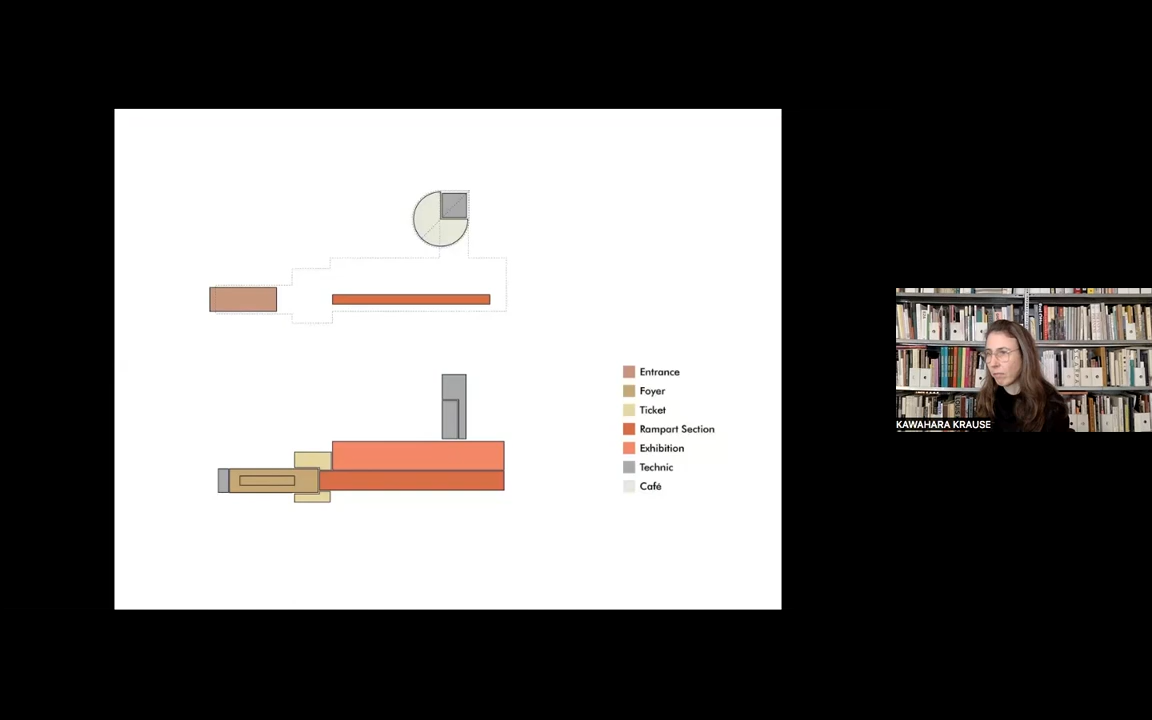 Entrance
Foyer
Ticket
Rampart Section
Exhibition
Technic
Café
KAWAHARA KRAUSE